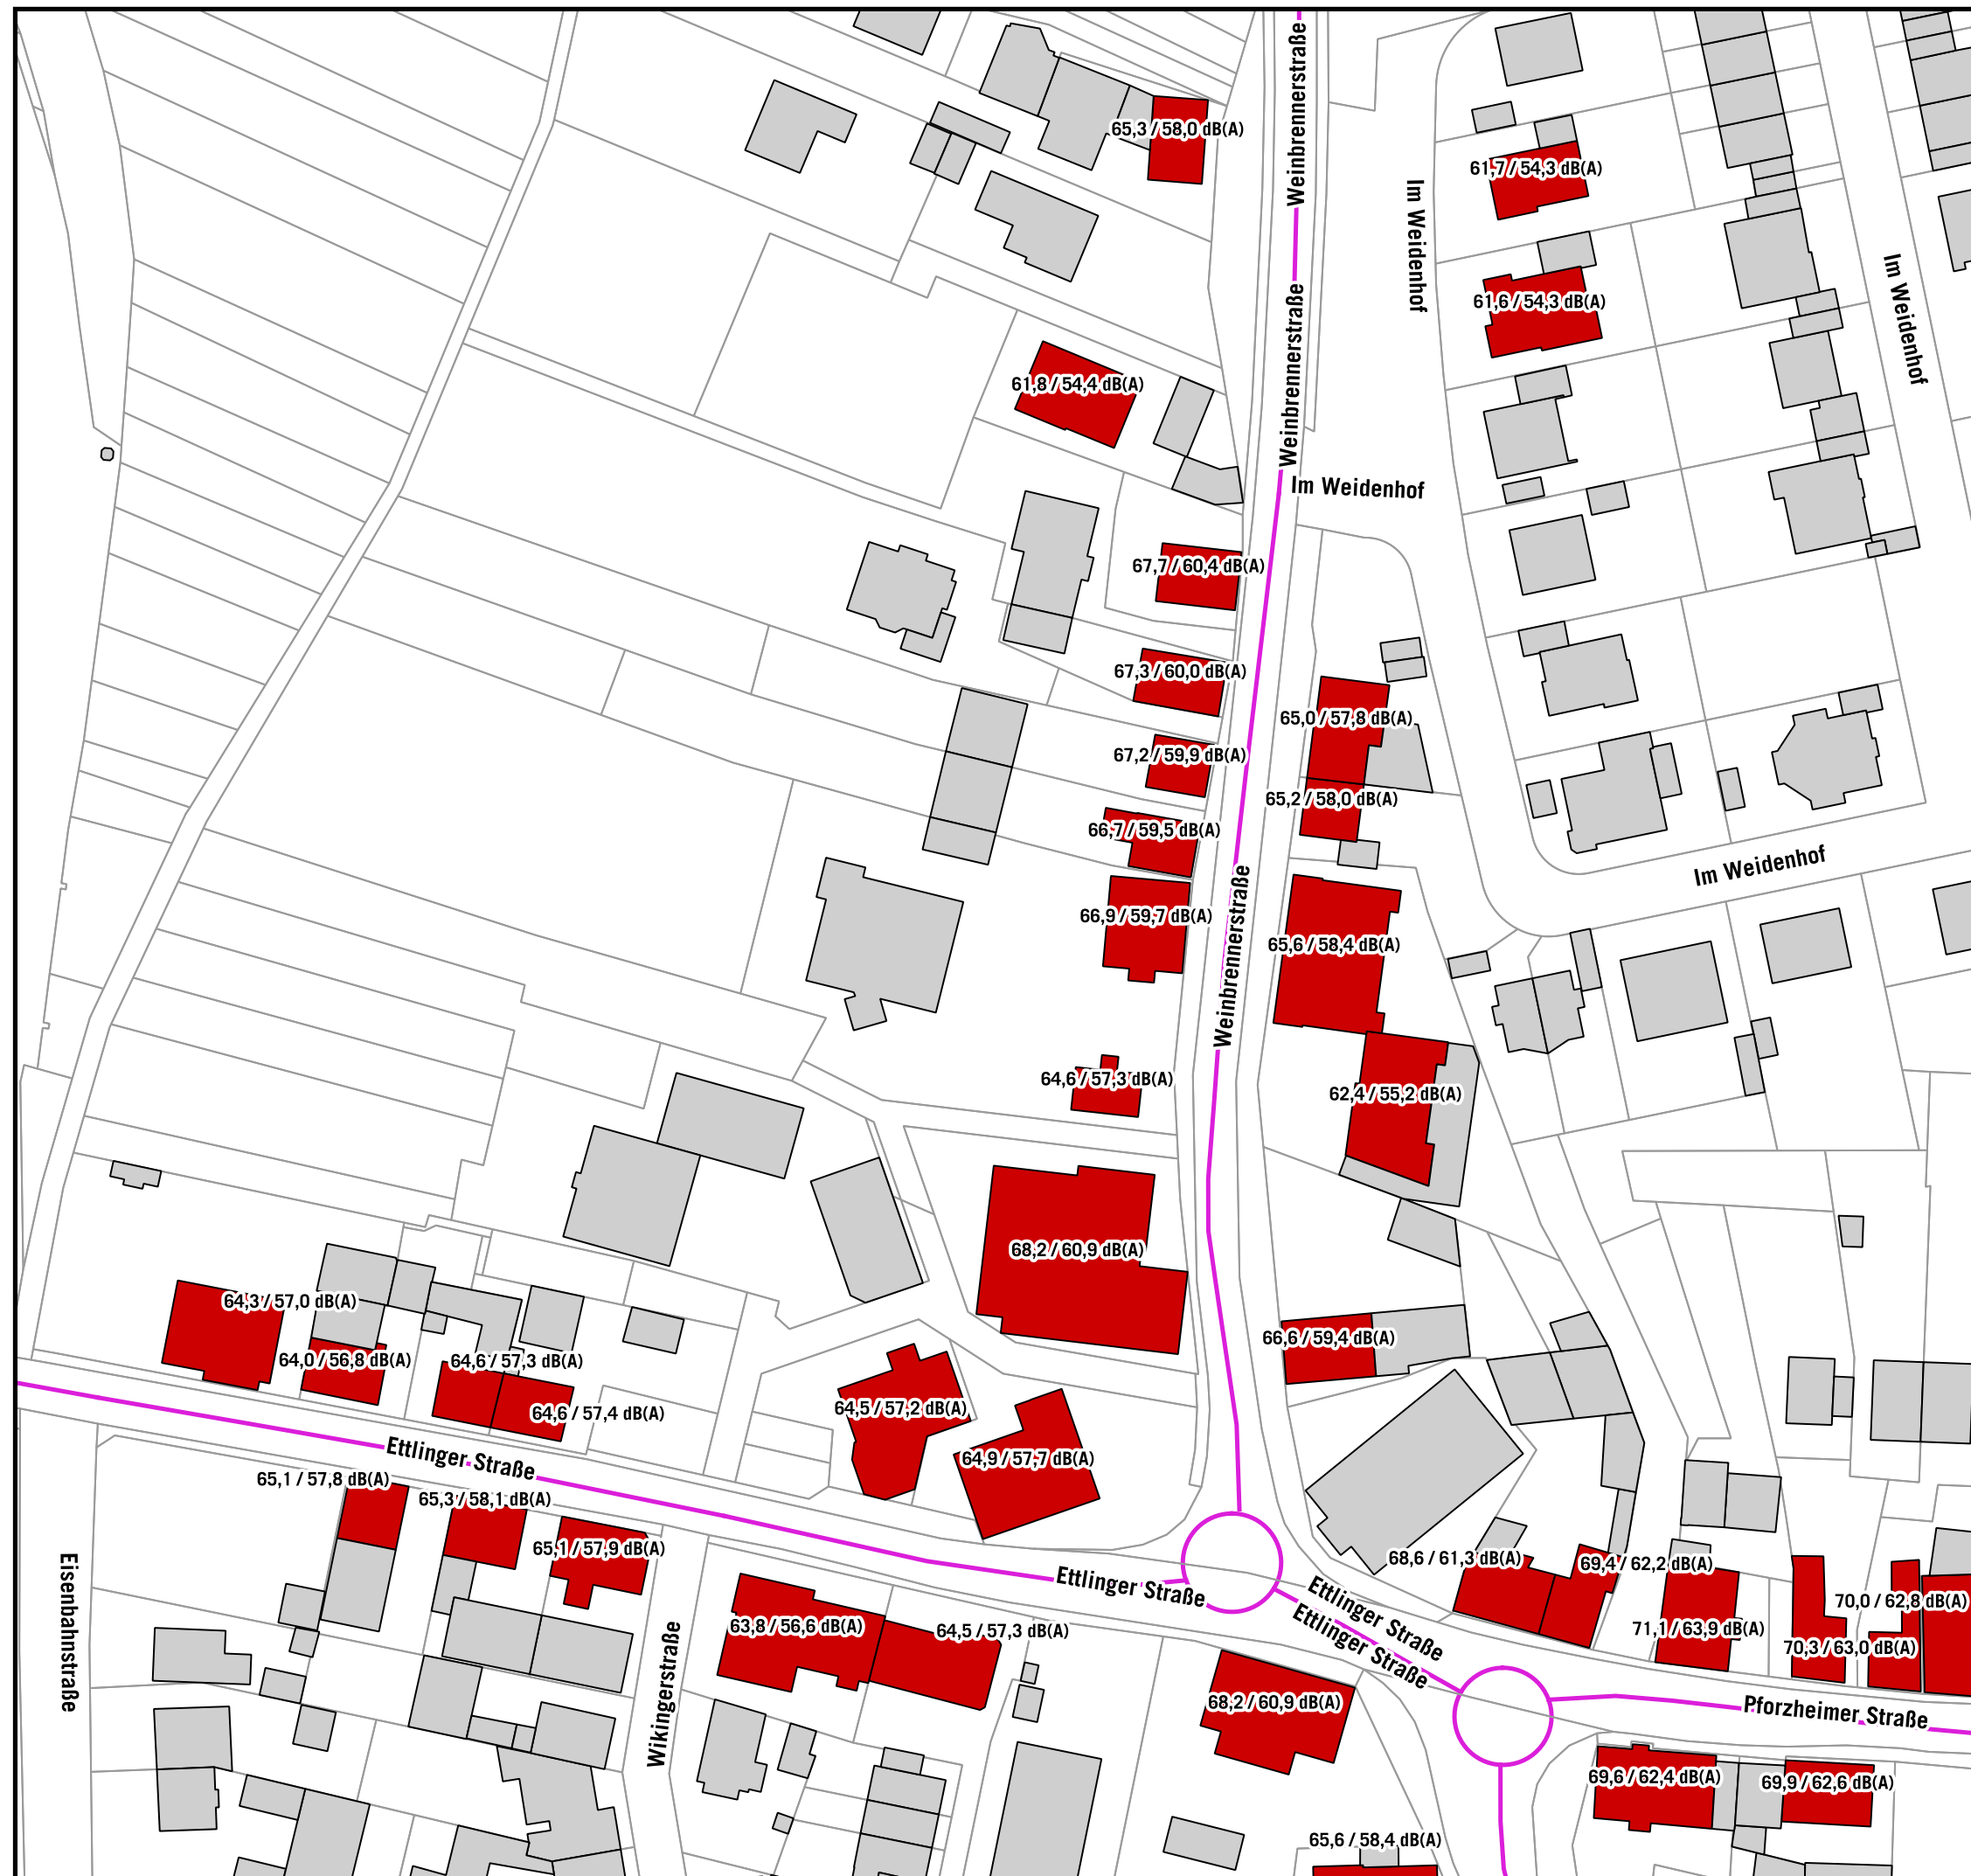 Weinbrennerstraße
65,3 / 58,0 dB(A)
61,7 / 54,3 dB(A)
Im Weidenhof
Im Weidenhof
61,6 / 54,3 dB(A)
Weinbrennerstraße
61,8 / 54,4 dB(A)
Im Weidenhof
67,7 / 60,4 dB(A)
67,3 / 60,0 dB(A)
65,0 / 57,8 dB(A)
67,2 / 59,9 dB(A)
65,2 / 58,0 dB(A)
66,7 / 59,5 dB(A)
Im Weidenhof
66,9 / 59,7 dB(A)
Weinbrennerstraße
65,6 / 58,4 dB(A)
64,6 / 57,3 dB(A)
62,4 / 55,2 dB(A)
68,2 / 60,9 dB(A)
64,3 / 57,0 dB(A)
66,6 / 59,4 dB(A)
64,0 / 56,8 dB(A)
64,6 / 57,3 dB(A)
64,5 / 57,2 dB(A)
64,6 / 57,4 dB(A)
Ettlinger Straße
64,9 / 57,7 dB(A)
65,1 / 57,8 dB(A)
65,3 / 58,1 dB(A)
65,1 / 57,9 dB(A)
68,6 / 61,3 dB(A)
69,4 / 62,2 dB(A)
Ettlinger Straße
Ettlinger Straße
Ettlinger Straße
70,0 / 62,8 dB(A)
Eisenbahnstraße
63,8 / 56,6 dB(A)
64,5 / 57,3 dB(A)
71,1 / 63,9 dB(A)
70,3 / 63,0 dB(A)
Wikingerstraße
68,2 / 60,9 dB(A)
Pforzheimer Straße
69,6 / 62,4 dB(A)
69,9 / 62,6 dB(A)
65,6 / 58,4 dB(A)